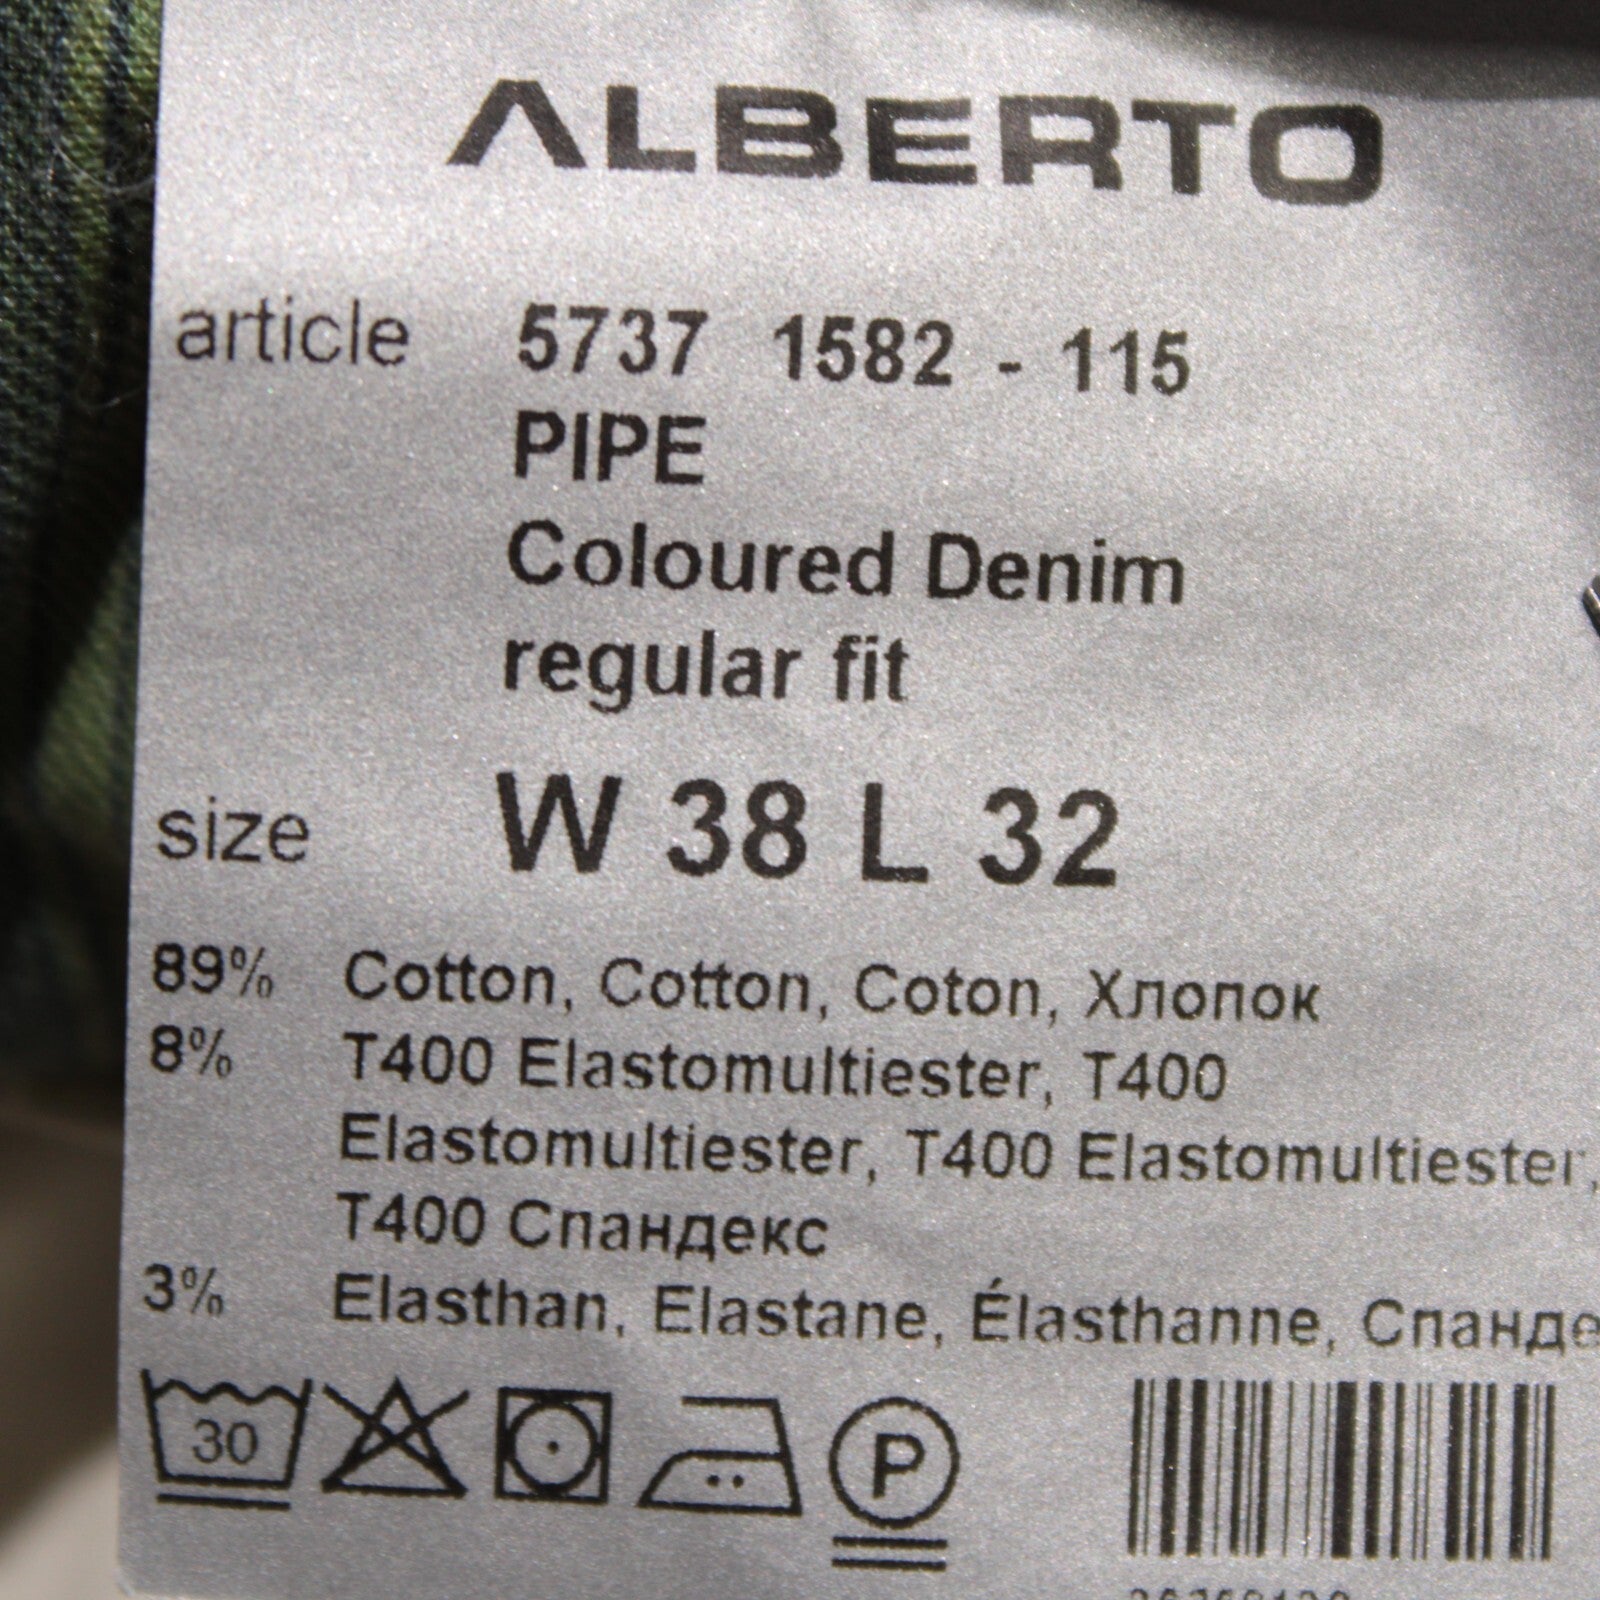 ALBERTO
article 5737 1582 - 115
PIPE
Coloured Denim
regular fit
size W 38 L 32
89% Cotton, Cotton, Coton, Хлопок
8% T400 Elastomultiester, T400
Elastomultiester, T400 Elastomultiester,
T400 Спандекс
3% Elasthan, Elastane, Élasthanne, Спанде
30
P